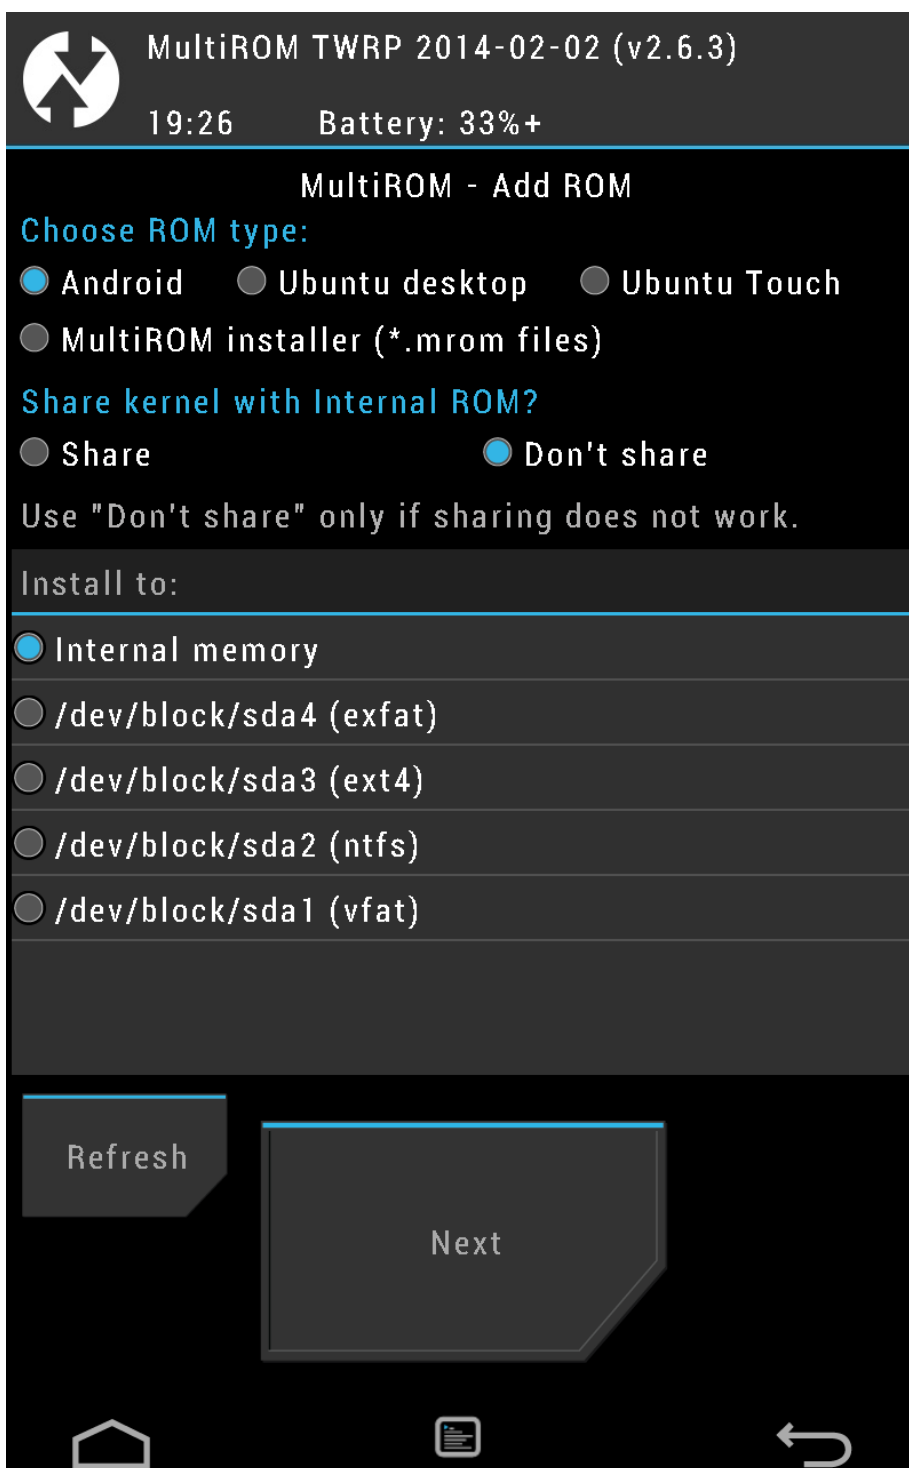 MultiROM TWRP 2014-02-02 (v2.6.3)
19:26 Battery: 33%+
MultiROM - Add ROM
Choose ROM type:
Android Ubuntu desktop Ubuntu Touch
MultiROM installer (*.mrom files)
Share kernel with Internal ROM?
Share Don't share
Use "Don't share" only if sharing does not work.
Install to:
Internal memory
/dev/block/sda4 (exfat)
/dev/block/sda3 (ext4)
/dev/block/sda2 (ntfs)
/dev/block/sda1 (vfat)
Refresh
Next